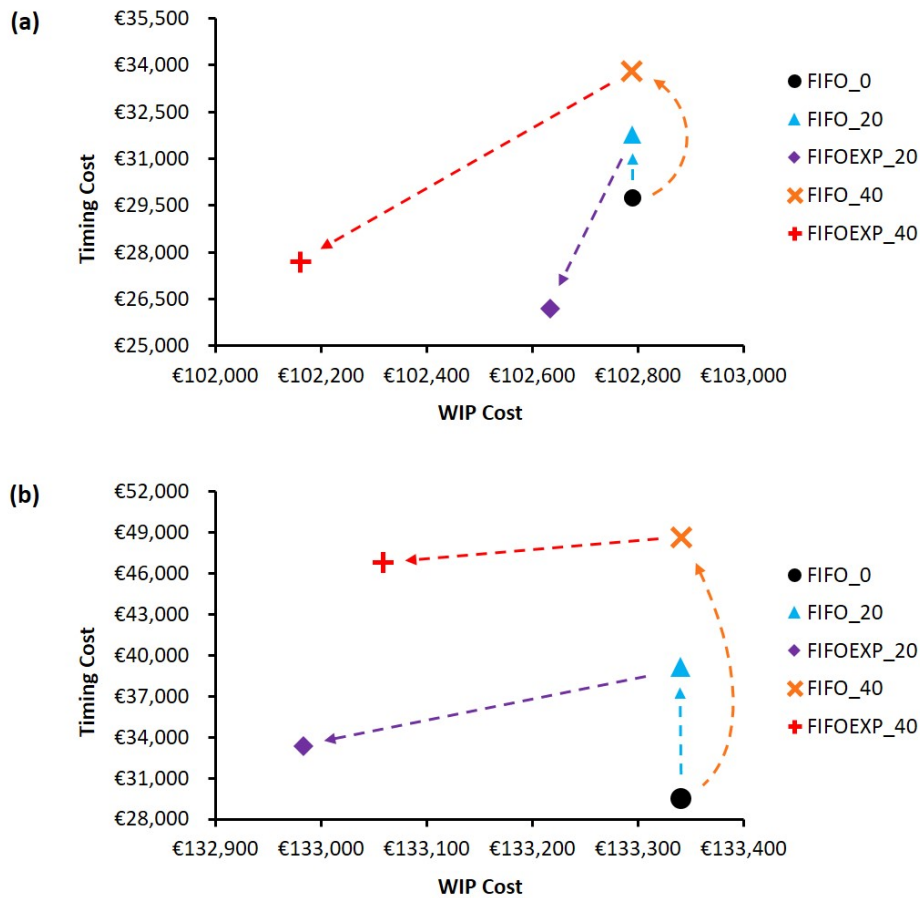 (a)
€35,500
€34,000
€32,500
€31,000
€29,500
€28,000
€26,500
€25,000
Timing Cost
€102,000 €102,200 €102,400 €102,600 €102,800 €103,000
WIP Cost
FIFO_0
FIFO_20
FIFOEXP_20
FIFO_40
FIFOEXP_40
(b)
€52,000
€49,000
€46,000
€43,000
€40,000
€37,000
€34,000
€31,000
€28,000
Timing Cost
€132,900 €133,000 €133,100 €133,200 €133,300 €133,400
WIP Cost
FIFO_0
FIFO_20
FIFOEXP_20
FIFO_40
FIFOEXP_40